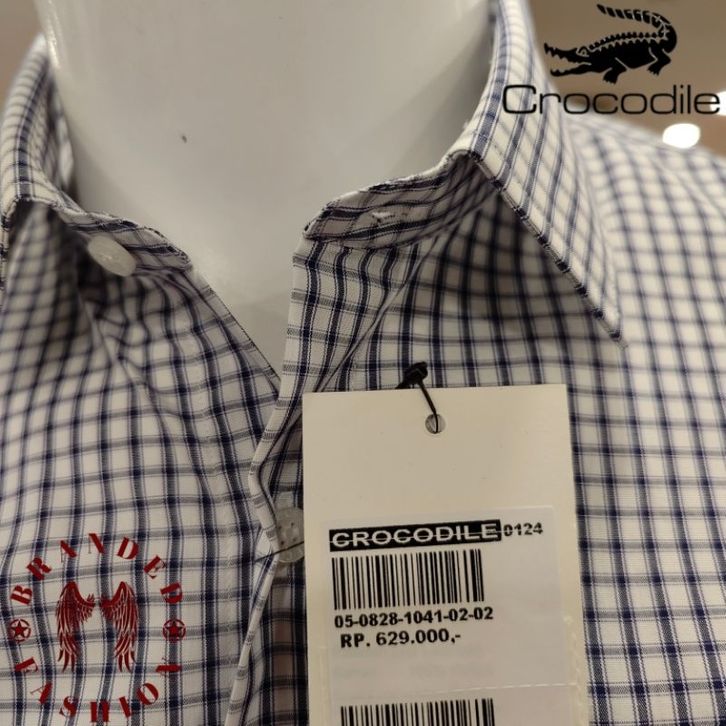 Crocodile
CROCODILE 0124
05-0828-1041-02-02
RP. 629.000,-
BRANDED
FASHION